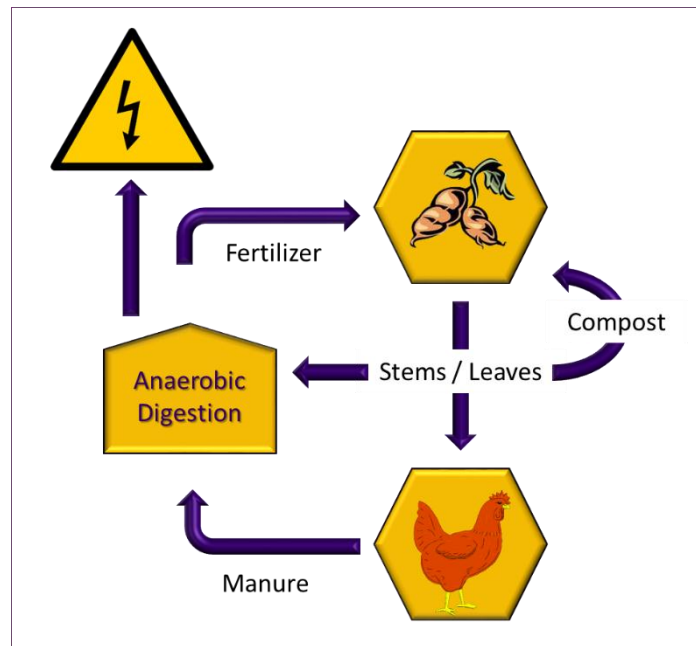 Fertilizer
Compost
Anaerobic
Digestion
Stems / Leaves
Manure